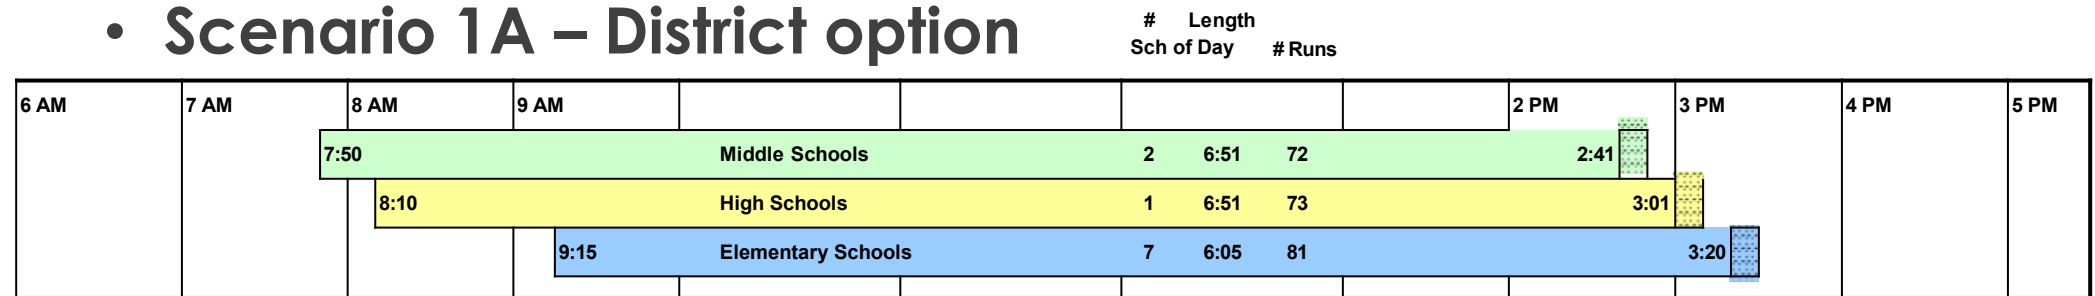 • Scenario 1A – District option
# Length
Sch of Day # Runs
6 AM 7 AM 8 AM 9 AM 2 PM 3 PM 4 PM 5 PM
7:50 Middle Schools 2 6:51 72 2:41
8:10 High Schools 1 6:51 73 3:01
9:15 Elementary Schools 7 6:05 81 3:20